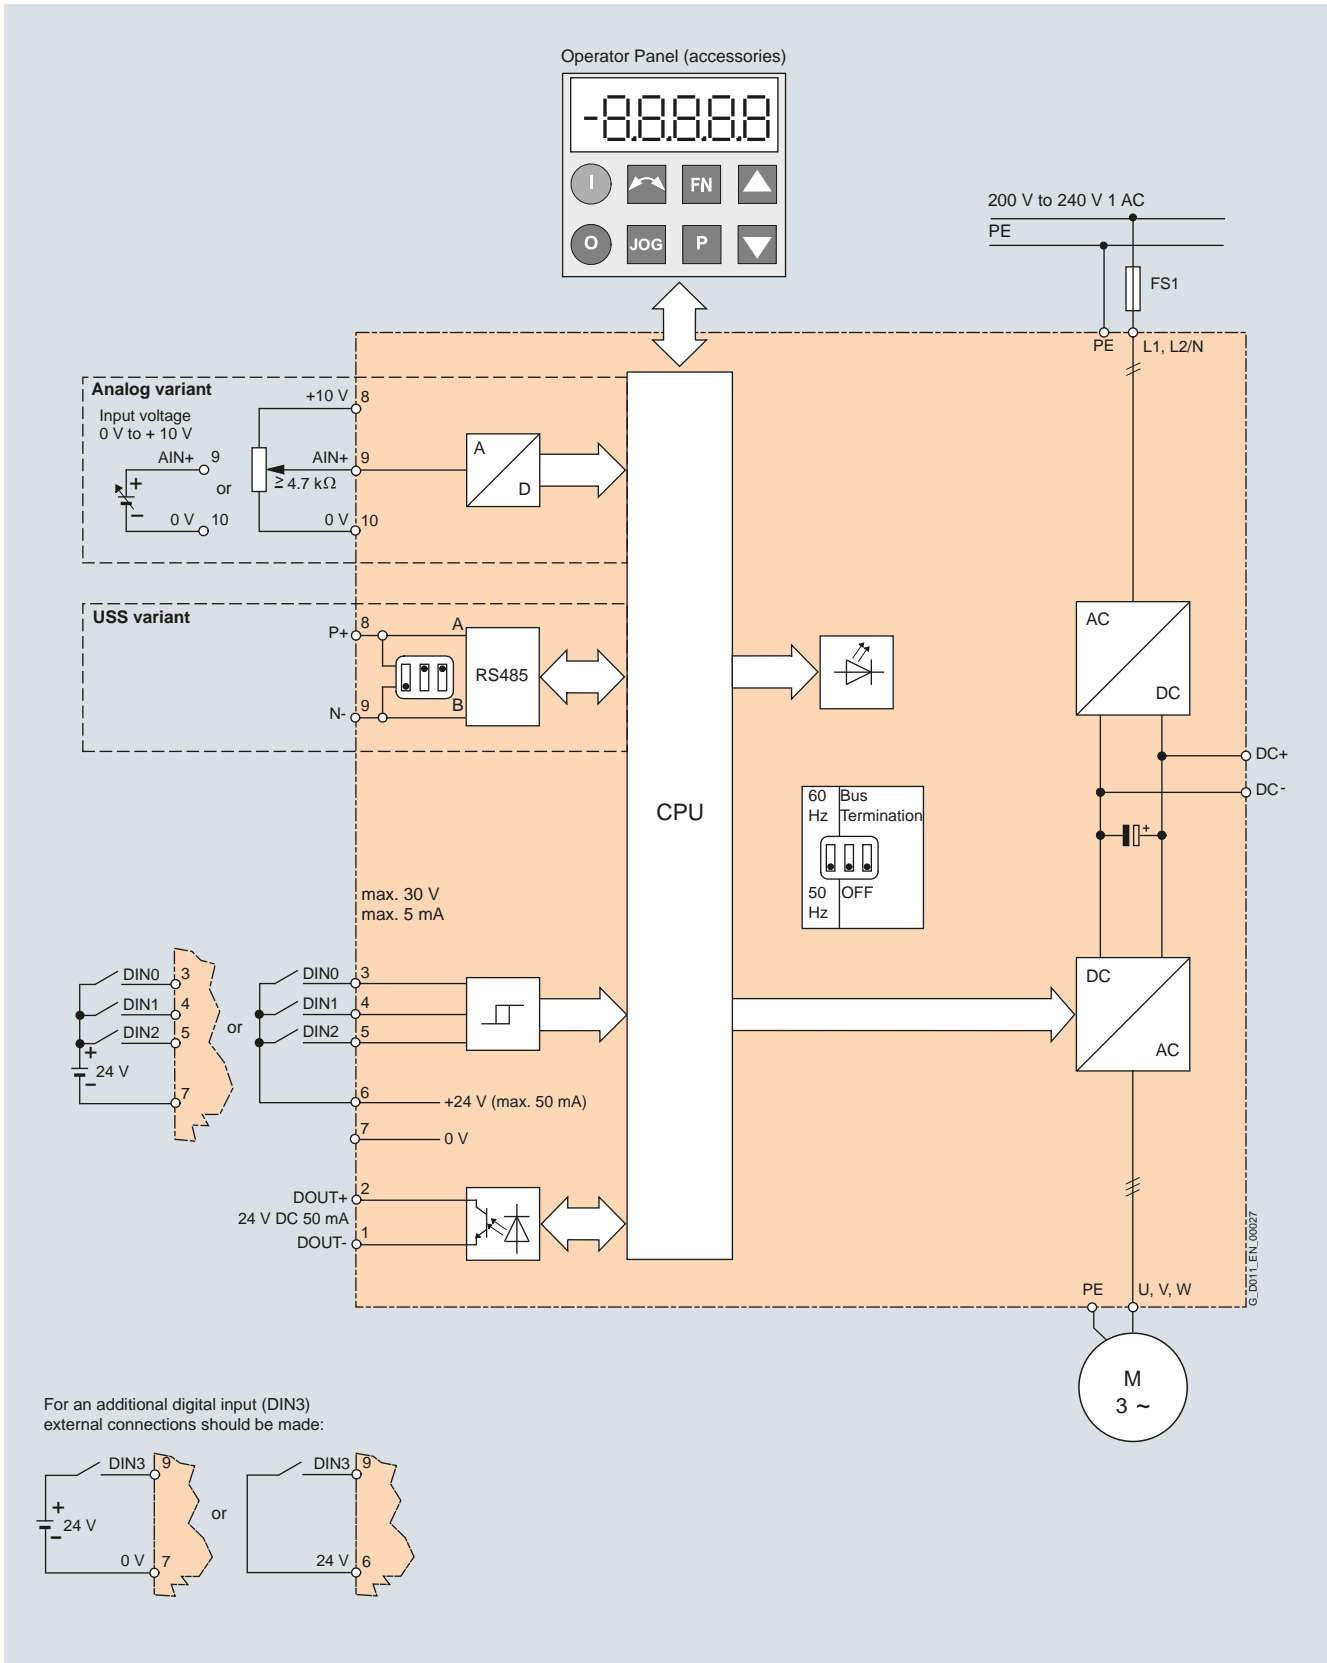 Operator Panel (accessories)
-8.8.8.8.8
I
FN
O
JOG
P
200 V to 240 V 1 AC
PE
FS1
PE
L1, L2/N
Analog variant
Input voltage
0 V to + 10 V
AIN+ 9
or
0 V 10
+10 V 8
AIN+ 9
≥ 4.7 kΩ
0 V 10
A
D
USS variant
P+ 8
A
RS485
N- 9
B
CPU
AC
DC
DC+
DC-
+
60 Hz
Bus Termination
50 Hz
OFF
max. 30 V
max. 5 mA
DIN0 3
DIN1 4
DIN2 5
+
24 V
–
7
or
DIN0 3
DIN1 4
DIN2 5
6
+24 V (max. 50 mA)
7
0 V
DOUT+ 2
24 V DC 50 mA
DOUT- 1
DC
AC
PE
U, V, W
M
3 ~
G_D011_EN_00027
For an additional digital input (DIN3)
external connections should be made:
DIN3 9
+
24 V
–
0 V 7
or
DIN3 9
24 V 6